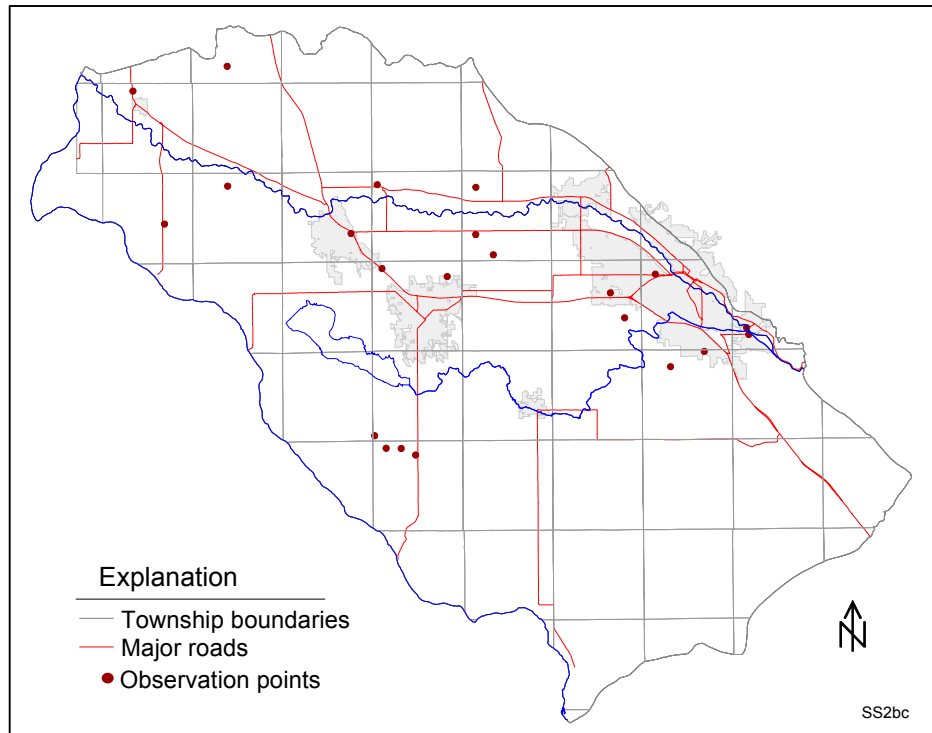 Explanation
Township boundaries
Major roads
Observation points
N
SS2bc